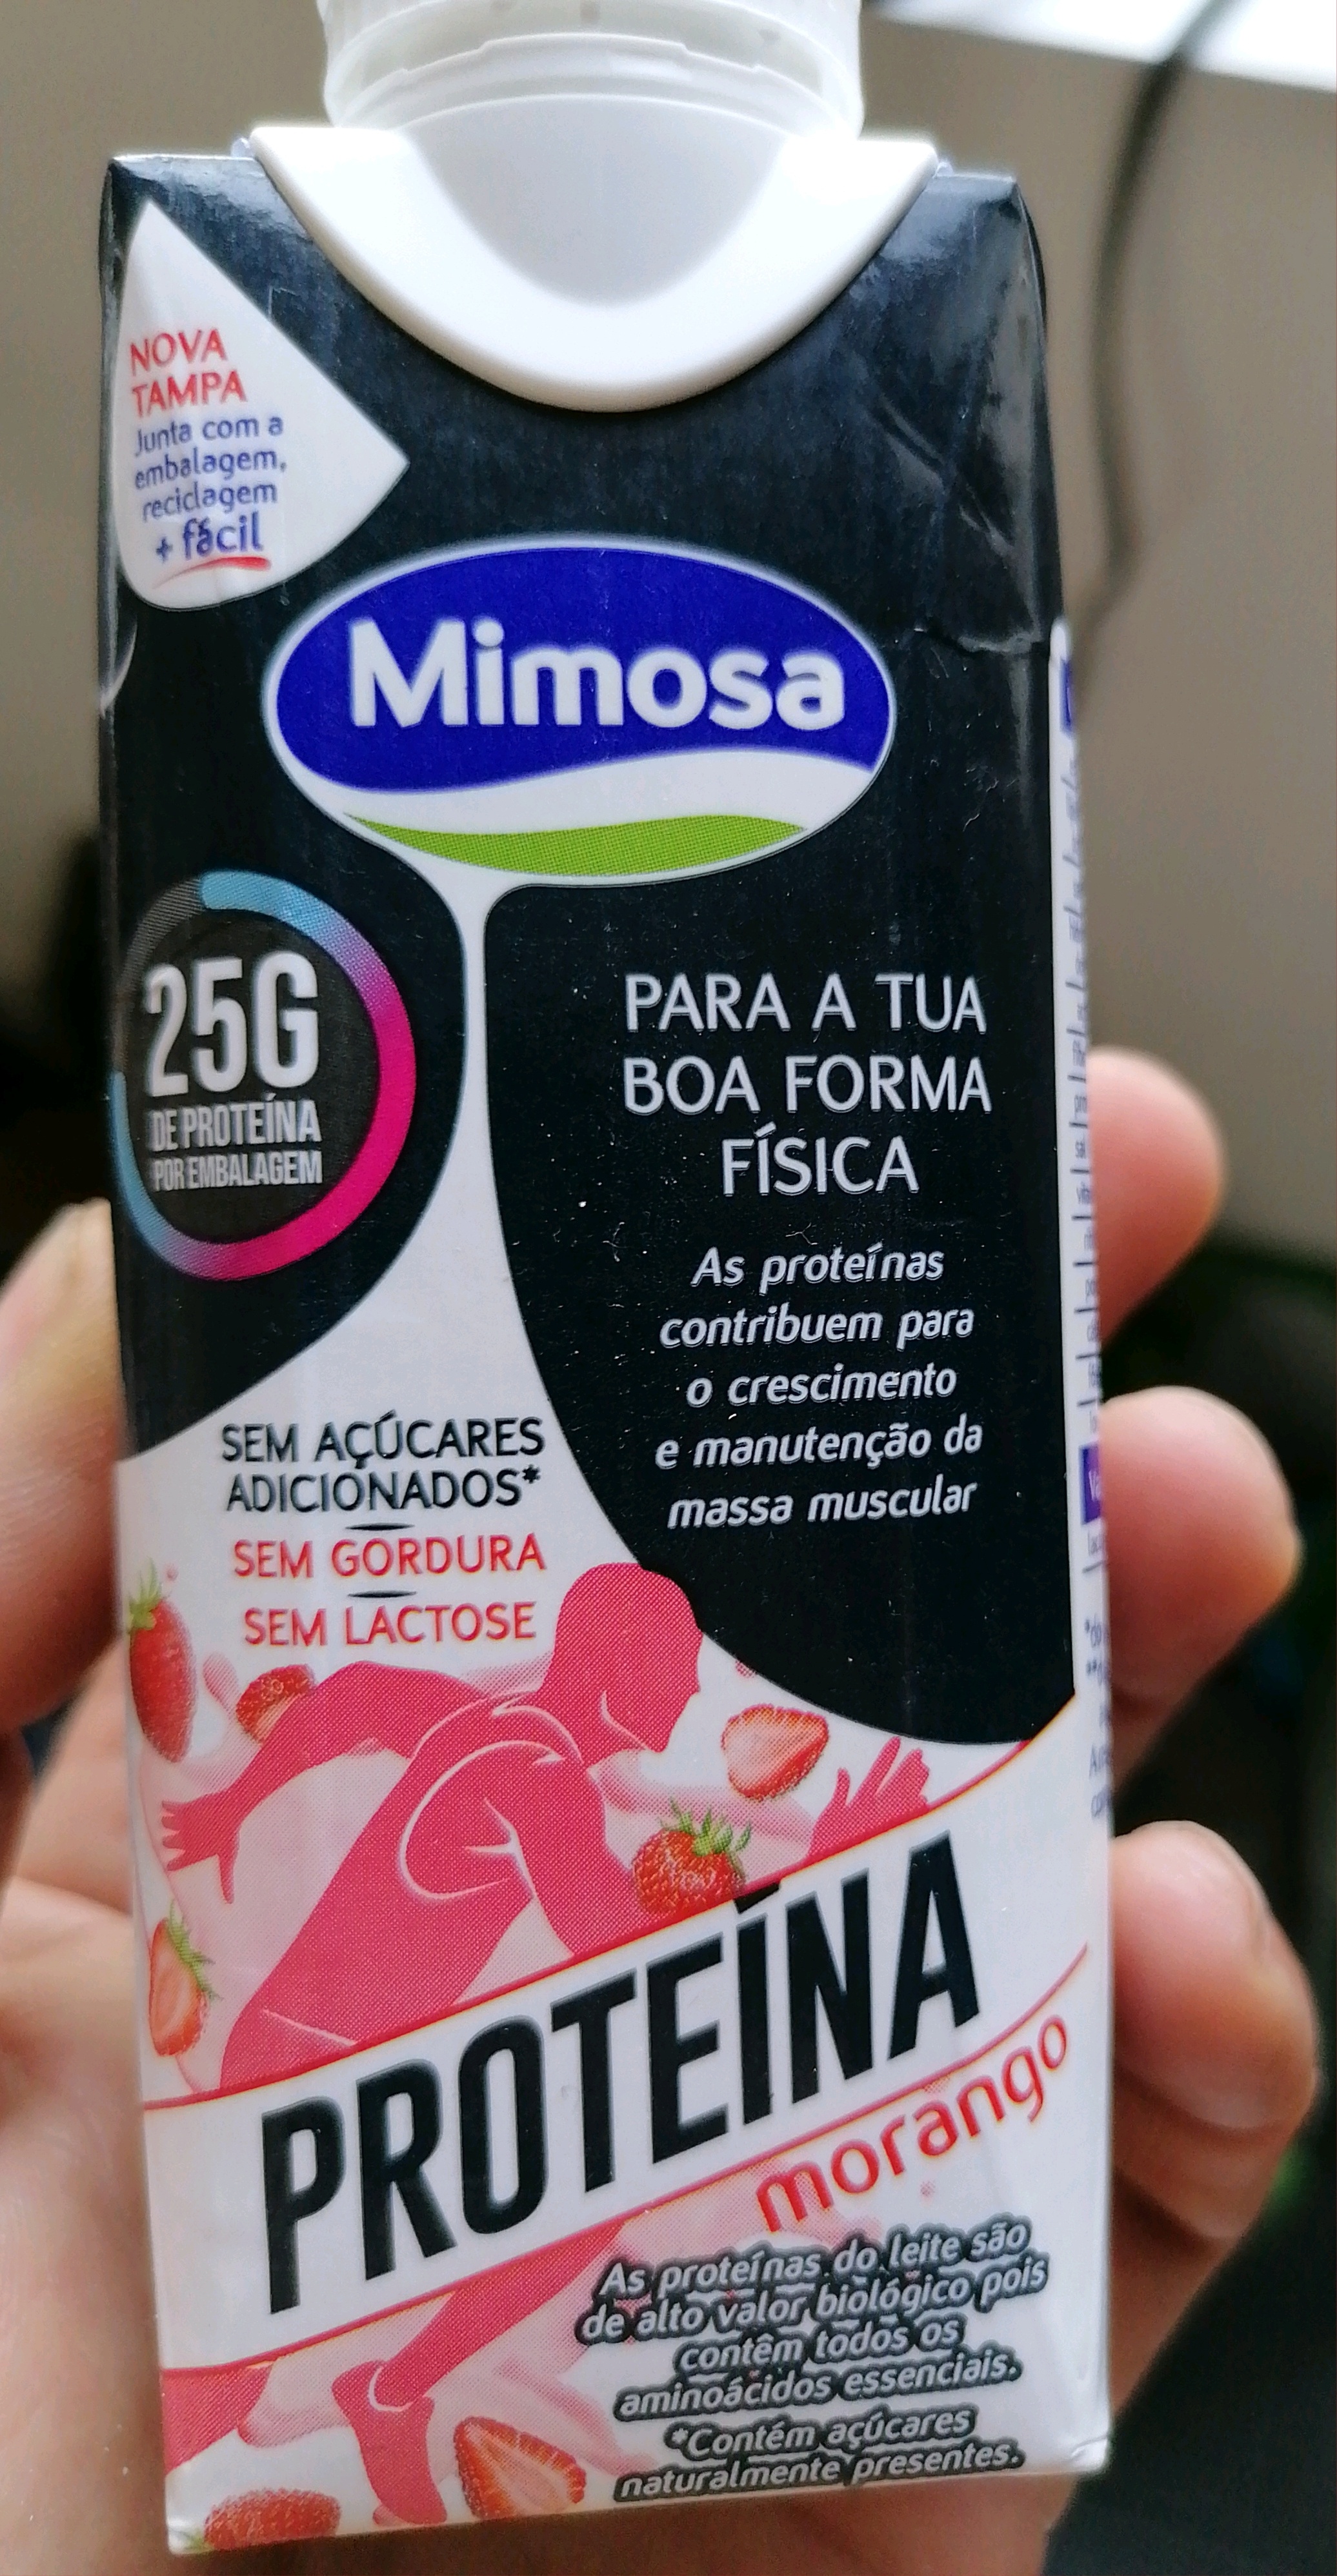 NOVA
TAMPA
Junta com a
embalagem,
reciclagem
+ fácil
Mimosa
25G
DE PROTEÍNA
POR EMBALAGEM
PARA A TUA
BOA FORMA
FÍSICA
As proteínas
contribuem para
o crescimento
e manutenção da
massa muscular
SEM AÇÚCARES
ADICIONADOS*
SEM GORDURA
SEM LACTOSE
PROTEÍNA
morango
As proteínas do leite são
de alto valor biológico pois
contêm todos os
aminoácidos essenciais.
*Contém açúcares
naturalmente presentes.